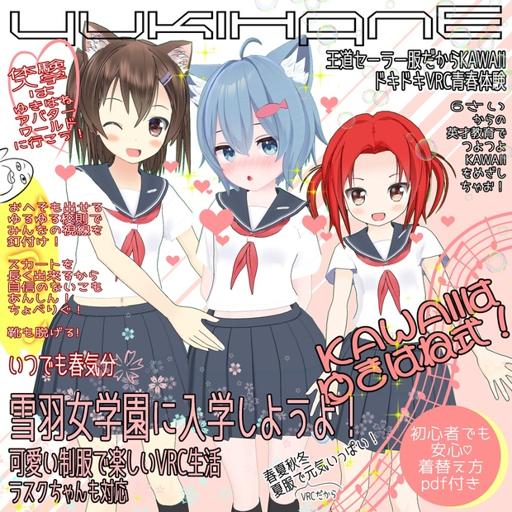 YUKIHANE
王道セーラー服だからKAWAII
ドキドキVRC青春体験
6さい
からの
英才教育で
つよつよ
KAWAII
をめざし
ちゃお！
は
ゆきはね
アバター
ワールド
に行こう！
おへそも出せる
ゆるゆる校則で
みんなの視線を
釘付け！
スカートを
長く出来るから
自信のないこも
あんしん！
ちょべりぐ！
靴も脱げる！
いつでも春気分
KAWAIIIは
ゆきはね式！
雪羽女学園に入学しようよ！
可愛い制服で楽しいVRC生活
ラスクちゃんも対応
春夏秋冬
夏服で元気いっぱい！
VRCだから
初心者でも
安心♡
着替え方
pdf付き